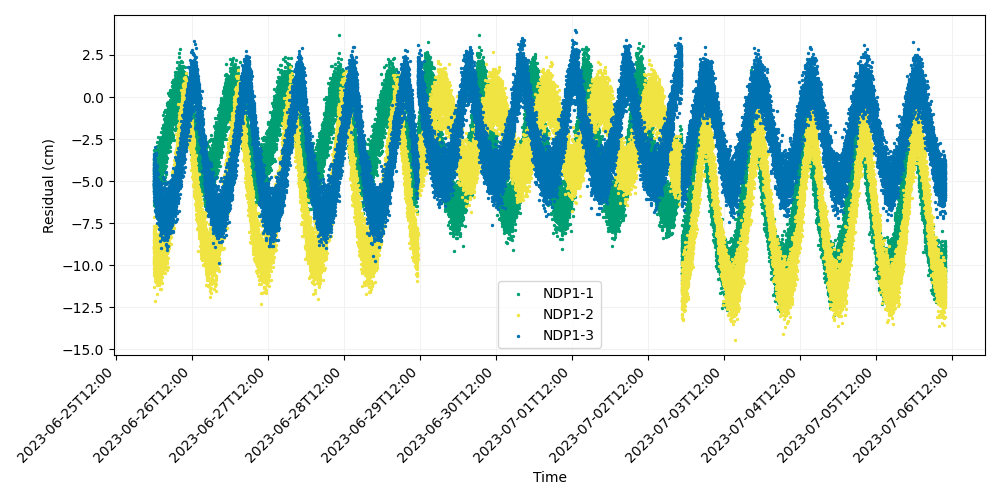 2.5
0.0
−2.5
−5.0
−7.5
−10.0
−12.5
−15.0
Residual (cm)
NDP1-1
NDP1-2
NDP1-3
2023-06-25T12:00
2023-06-26T12:00
2023-06-27T12:00
2023-06-28T12:00
2023-06-29T12:00
2023-06-30T12:00
2023-07-01T12:00
2023-07-02T12:00
2023-07-03T12:00
2023-07-04T12:00
2023-07-05T12:00
2023-07-06T12:00
Time